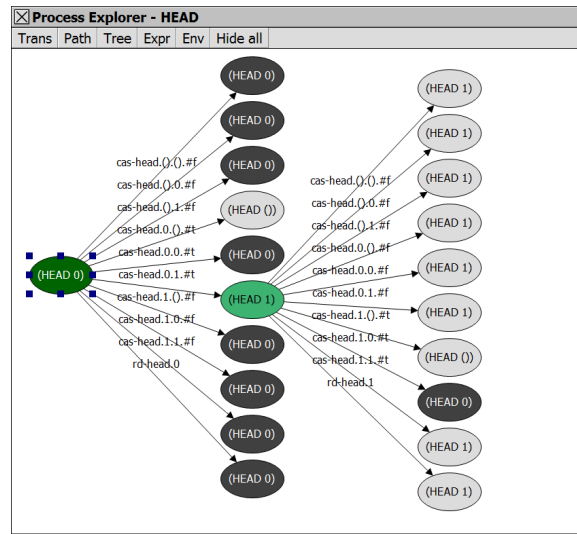 Process Explorer - HEAD
Trans Path Tree Expr Env Hide all
(HEAD 0)
cas-head.().().#f
cas-head.().0.#f
cas-head.().1.#f
cas-head.0.().#t
cas-head.0.0.#t
cas-head.0.1.#t
cas-head.1.().#f
cas-head.1.0.#f
cas-head.1.1.#f
rd-head.0
(HEAD 0)
(HEAD 0)
(HEAD 0)
(HEAD ())
(HEAD 0)
(HEAD 1)
(HEAD 0)
(HEAD 0)
(HEAD 0)
(HEAD 0)
cas-head.().().#f
cas-head.().0.#f
cas-head.().1.#f
cas-head.0.().#f
cas-head.0.0.#f
cas-head.0.1.#f
cas-head.1.().#t
cas-head.1.0.#t
cas-head.1.1.#t
rd-head.1
(HEAD 1)
(HEAD 1)
(HEAD 1)
(HEAD 1)
(HEAD 1)
(HEAD 1)
(HEAD ())
(HEAD 0)
(HEAD 1)
(HEAD 1)